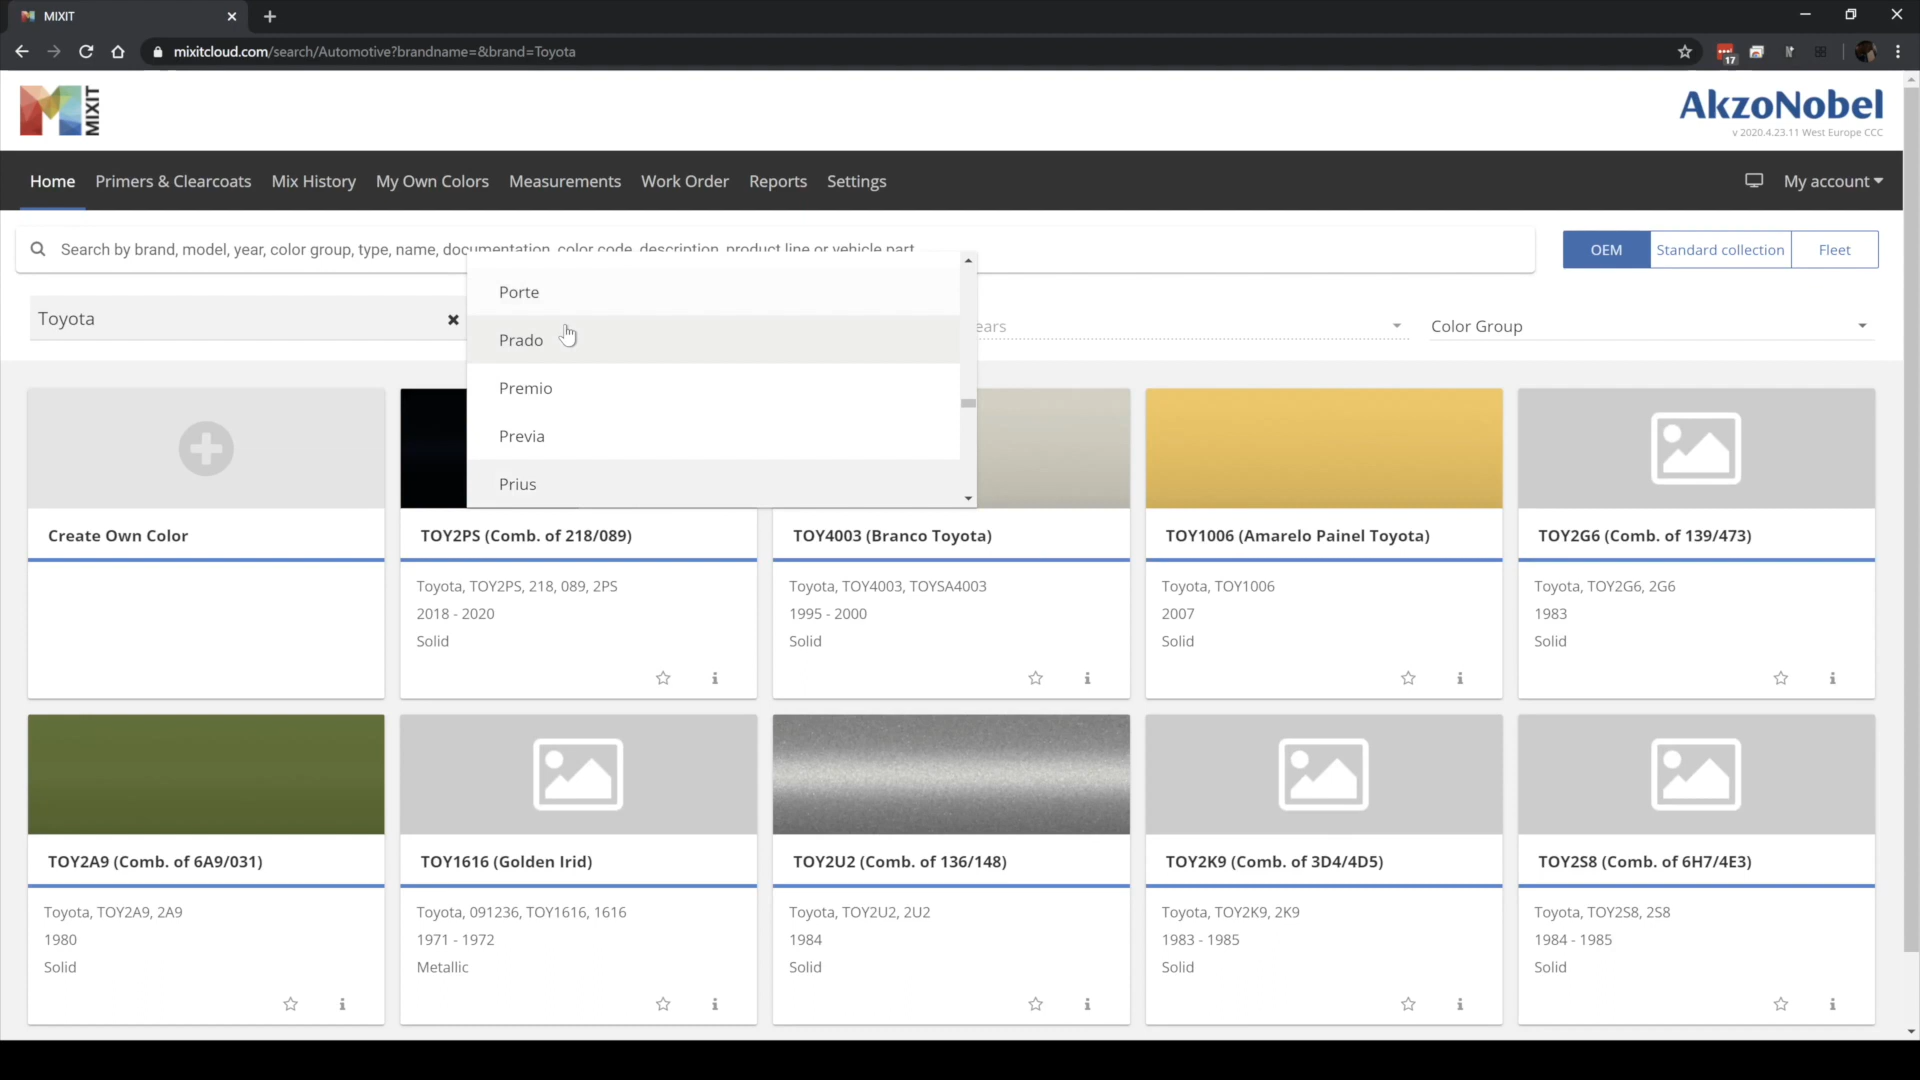 MIXIT
mixitcloud.com/search/Automotive?brandname=&brand=Toyota
17
MIXIT
AkzoNobel
v 2020.4.23.11 West Europe CCC
Home Primers & Clearcoats Mix History My Own Colors Measurements Work Order Reports Settings My account
Search by brand, model, year, color group, type, name, documentation, color code, description, product line or vehicle part
OEM Standard collection Fleet
Toyota
ears
Color Group
Porte
Prado
Premio
Previa
Prius
Create Own Color
TOY2PS (Comb. of 218/089)
Toyota, TOY2PS, 218, 089, 2PS
2018 - 2020
Solid
TOY4003 (Branco Toyota)
Toyota, TOY4003, TOYSA4003
1995 - 2000
Solid
TOY1006 (Amarelo Painel Toyota)
Toyota, TOY1006
2007
Solid
TOY2G6 (Comb. of 139/473)
Toyota, TOY2G6, 2G6
1983
Solid
TOY2A9 (Comb. of 6A9/031)
Toyota, TOY2A9, 2A9
1980
Solid
TOY1616 (Golden Irid)
Toyota, 091236, TOY1616, 1616
1971 - 1972
Metallic
TOY2U2 (Comb. of 136/148)
Toyota, TOY2U2, 2U2
1984
Solid
TOY2K9 (Comb. of 3D4/4D5)
Toyota, TOY2K9, 2K9
1983 - 1985
Solid
TOY2S8 (Comb. of 6H7/4E3)
Toyota, TOY2S8, 2S8
1984 - 1985
Solid